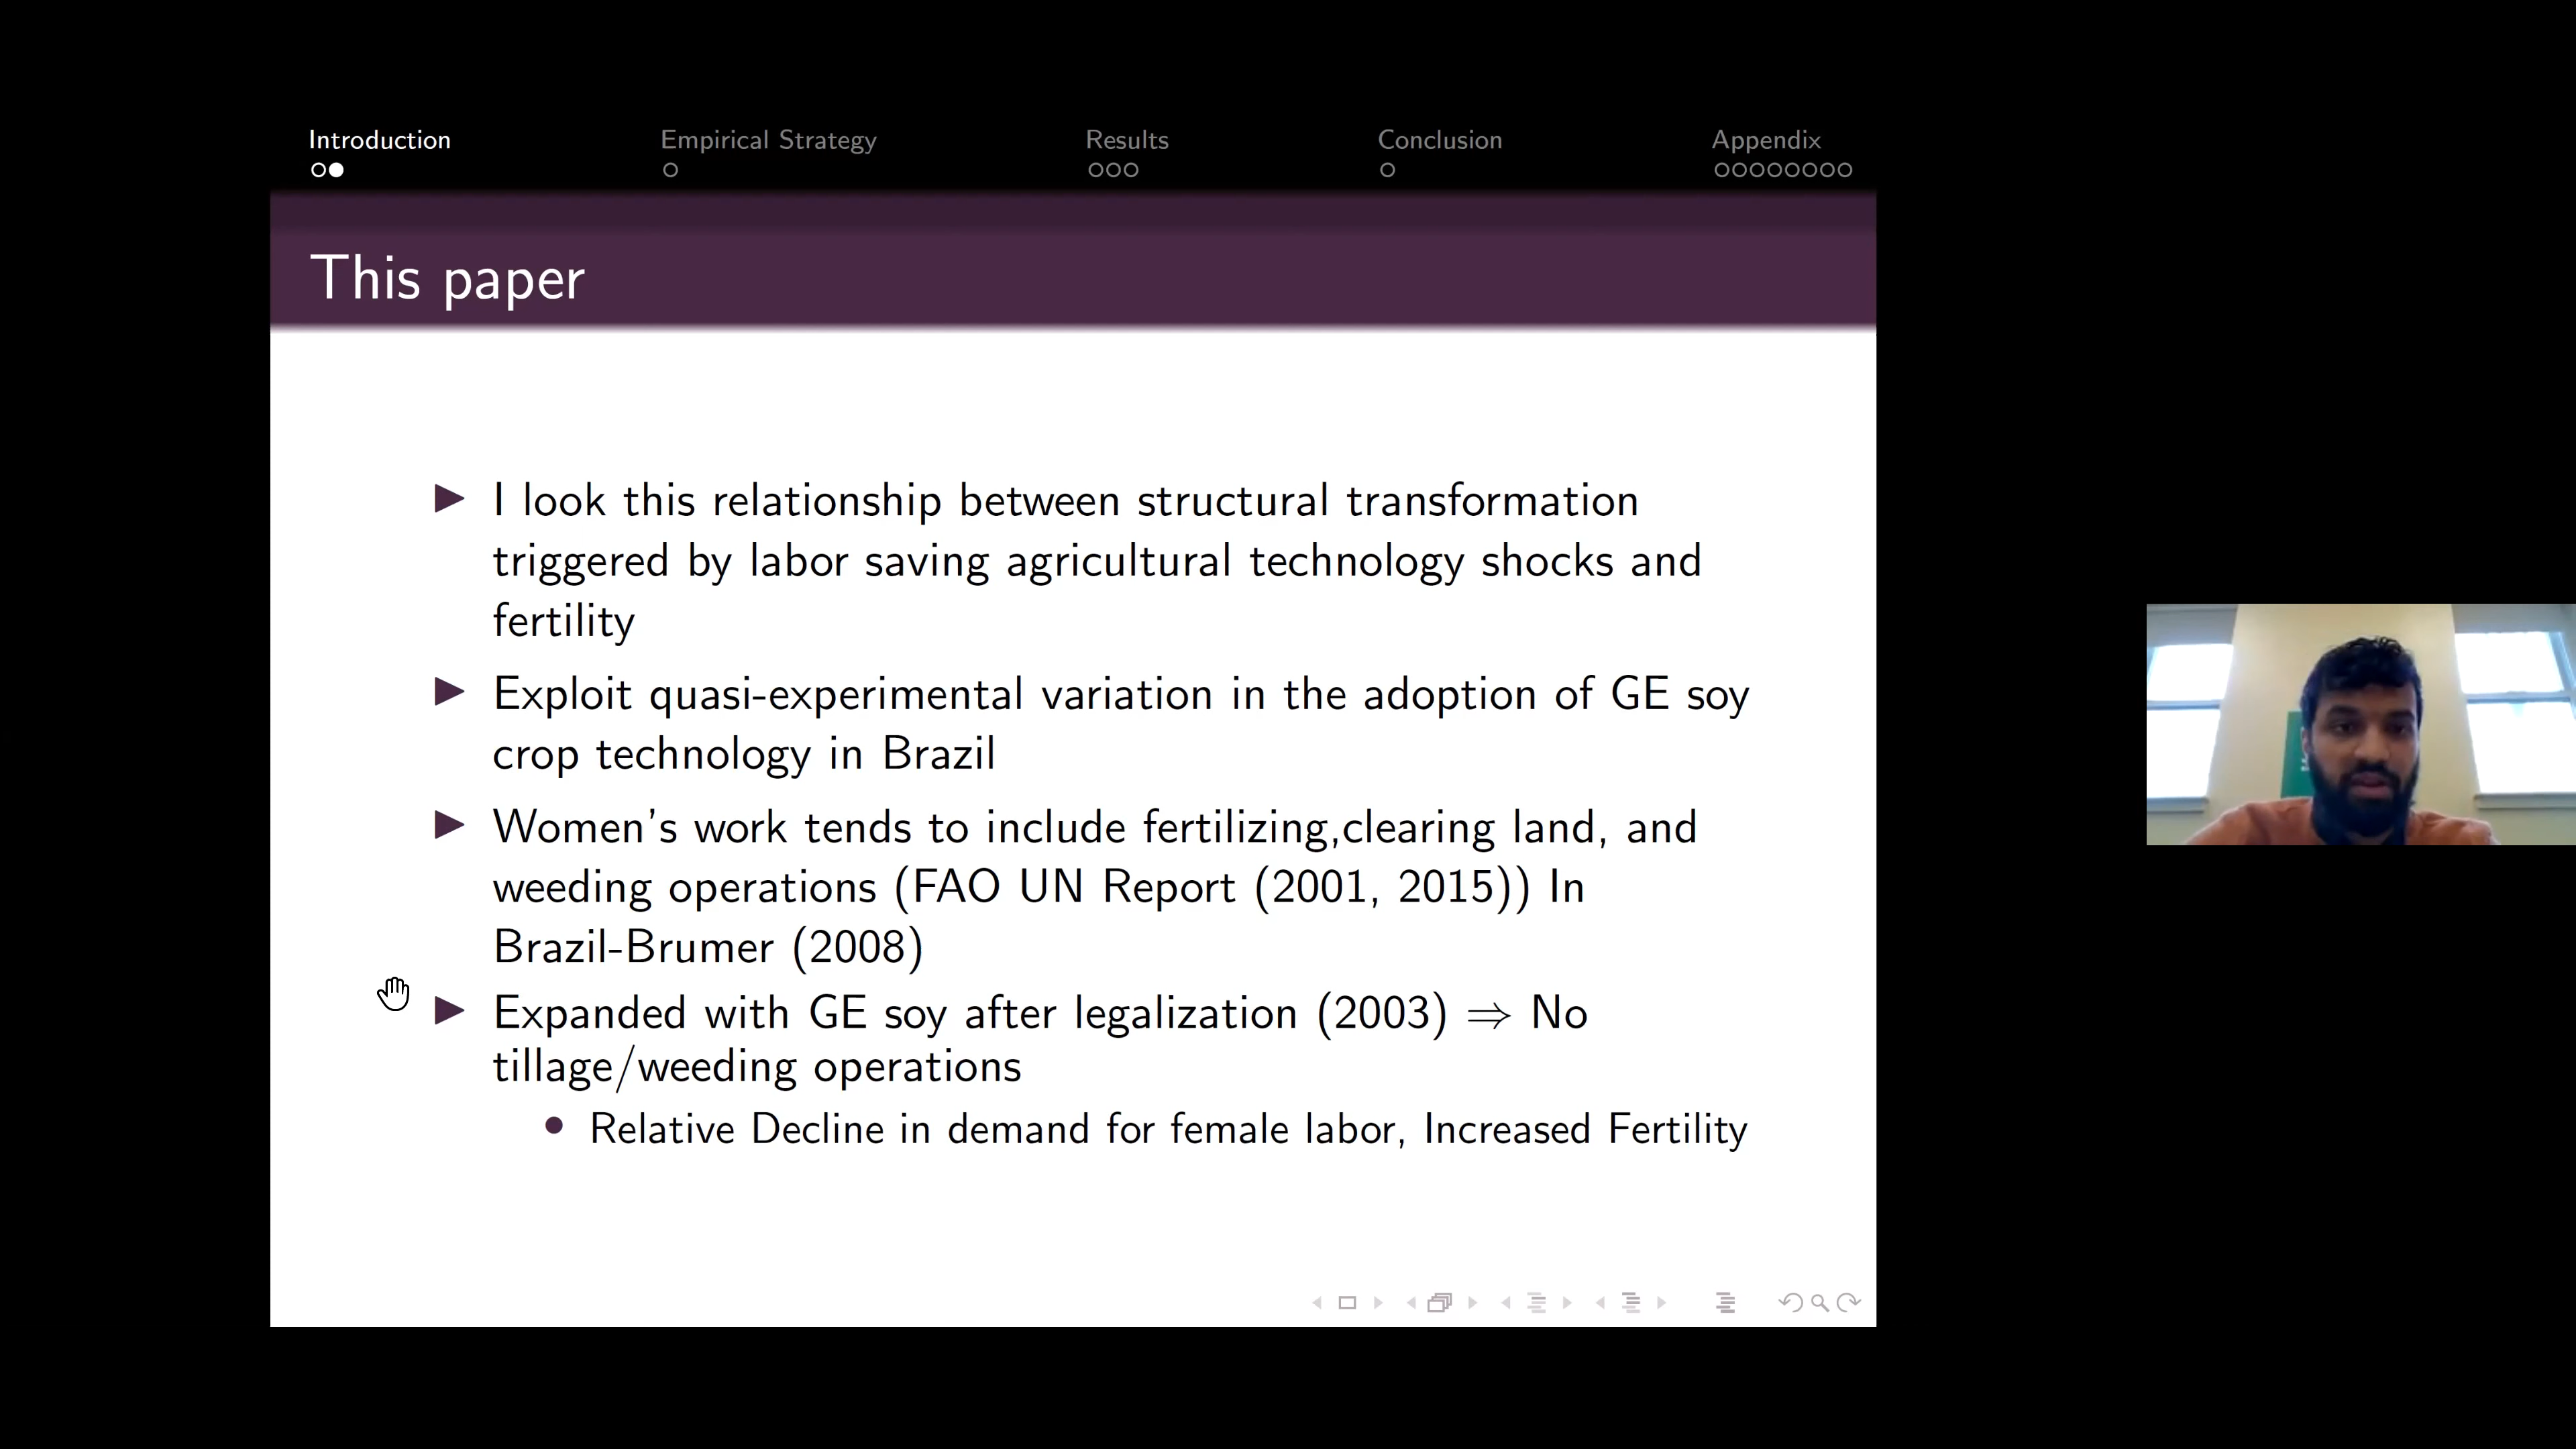 Introduction
Empirical Strategy
Results
Conclusion
Appendix
This paper
I look this relationship between structural transformation
triggered by labor saving agricultural technology shocks and
fertility
Exploit quasi-experimental variation in the adoption of GE soy
crop technology in Brazil
Women's work tends to include fertilizing,clearing land, and
weeding operations (FAO UN Report (2001, 2015)) In
Brazil-Brumer (2008)
Expanded with GE soy after legalization (2003) ⇒ No
tillage/weeding operations
Relative Decline in demand for female labor, Increased Fertility